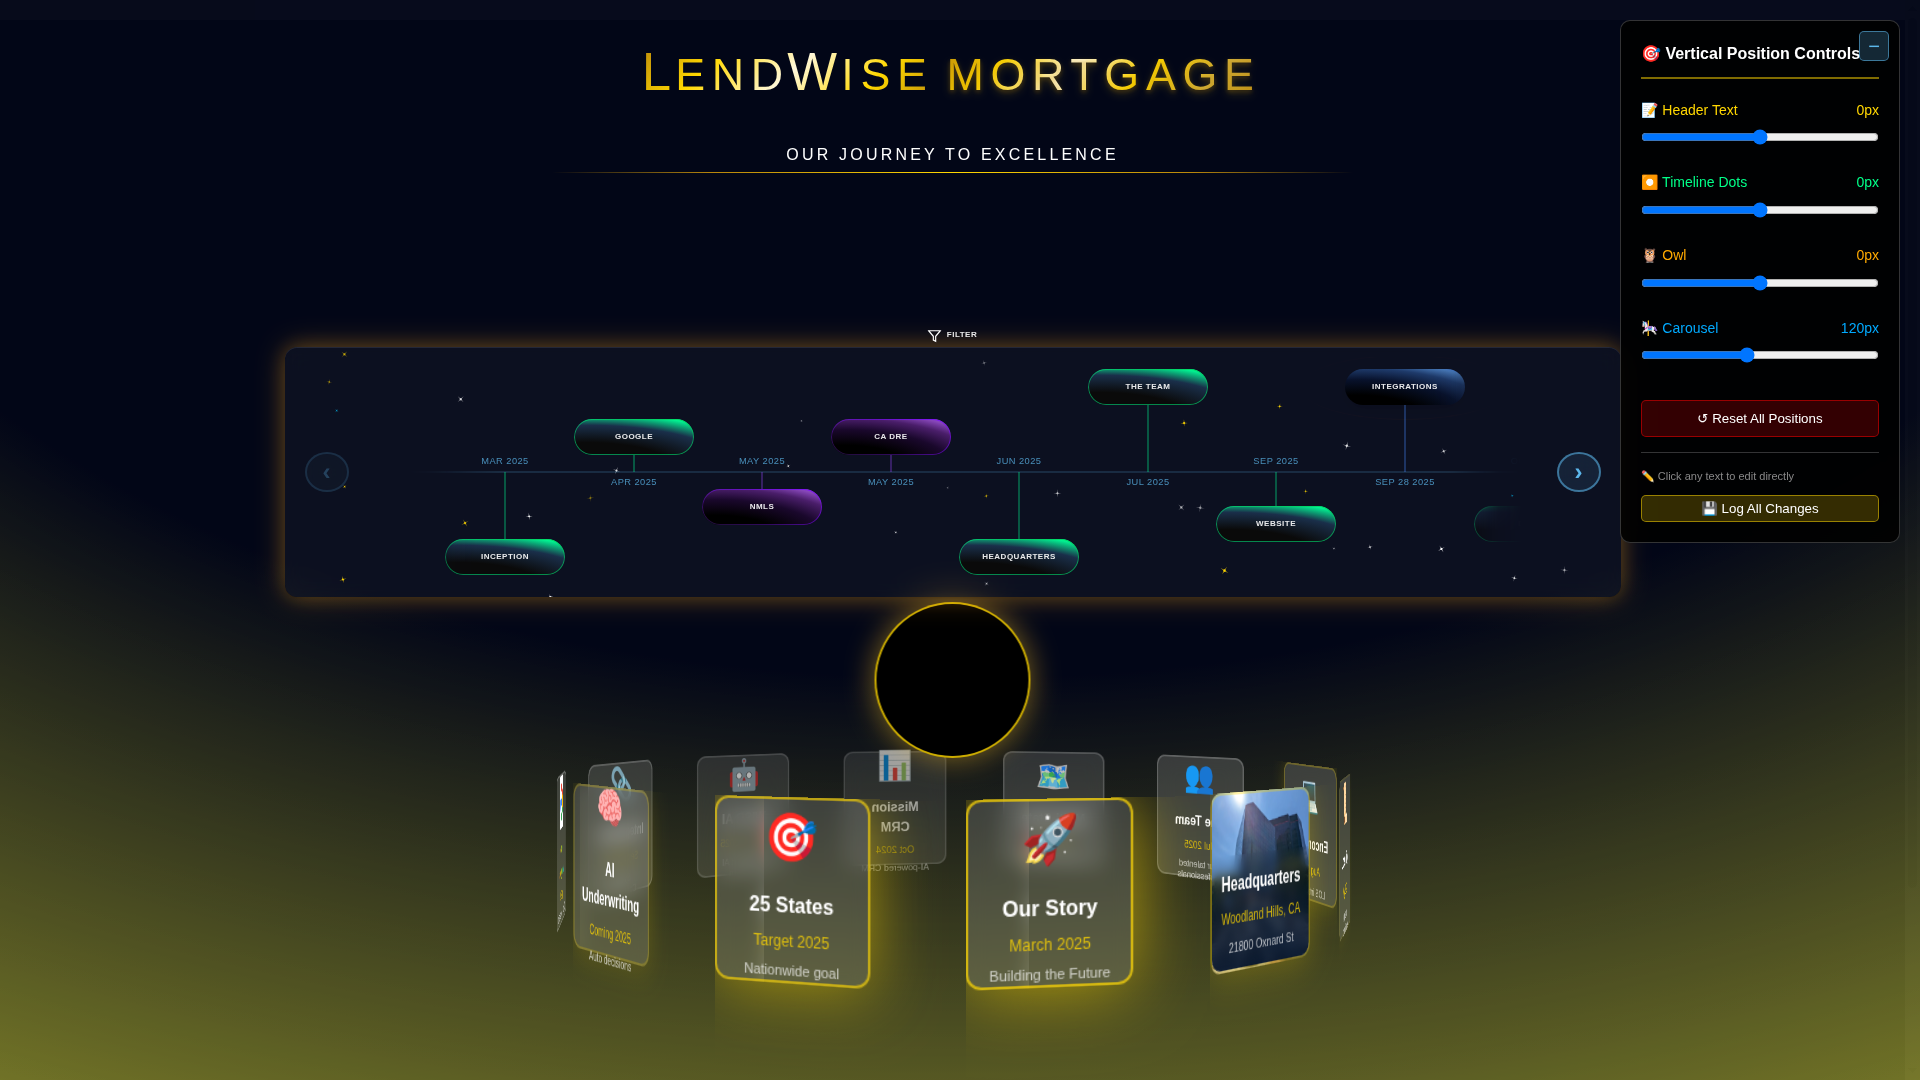 LENDWISE MORTGAGE
OUR JOURNEY TO EXCELLENCE
FILTER
THE TEAM
INTEGRATIONS
GOOGLE
CA DRE
MAR 2025
MAY 2025
JUN 2025
SEP 2025
APR 2025
MAY 2025
JUL 2025
SEP 28 2025
NMLS
WEBSITE
INCEPTION
HEADQUARTERS
🎯 Vertical Position Controls
−
📝 Header Text 0px
⏺️ Timeline Dots 0px
🦉 Owl 0px
🎠 Carousel 120px
↺ Reset All Positions
✏️ Click any text to edit directly
💾 Log All Changes
Mission
CRM
Oct 2024
AI-powered CRM
AI
Underwriting
Coming 2025
Auto decisions
25 States
Target 2025
Nationwide goal
Our Story
March 2025
Building the Future
Headquarters
Woodland Hills, CA
21800 Oxnard St